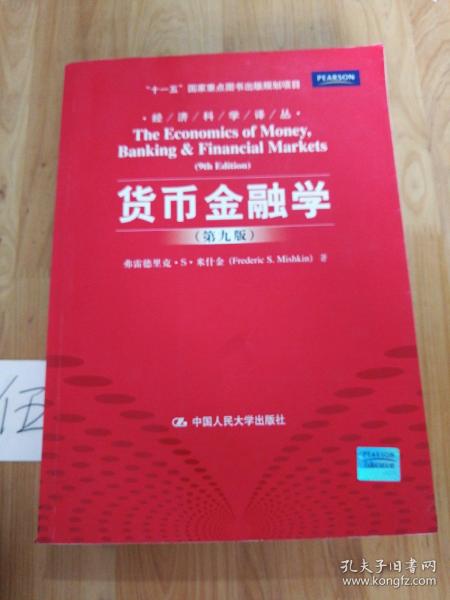 PEARSON
"十一五"国家重点图书出版规划项目
·经/济/科/学/译/丛·
The Economics of Money,
Banking & Financial Markets
(9th Edition)
货币金融学
(第九版)
弗雷德里克·S·米什金 (Frederic S. Mishkin) 著
伍
中国人民大学出版社
PEARSON
Education
孔夫子旧书网
www.kongfz.com